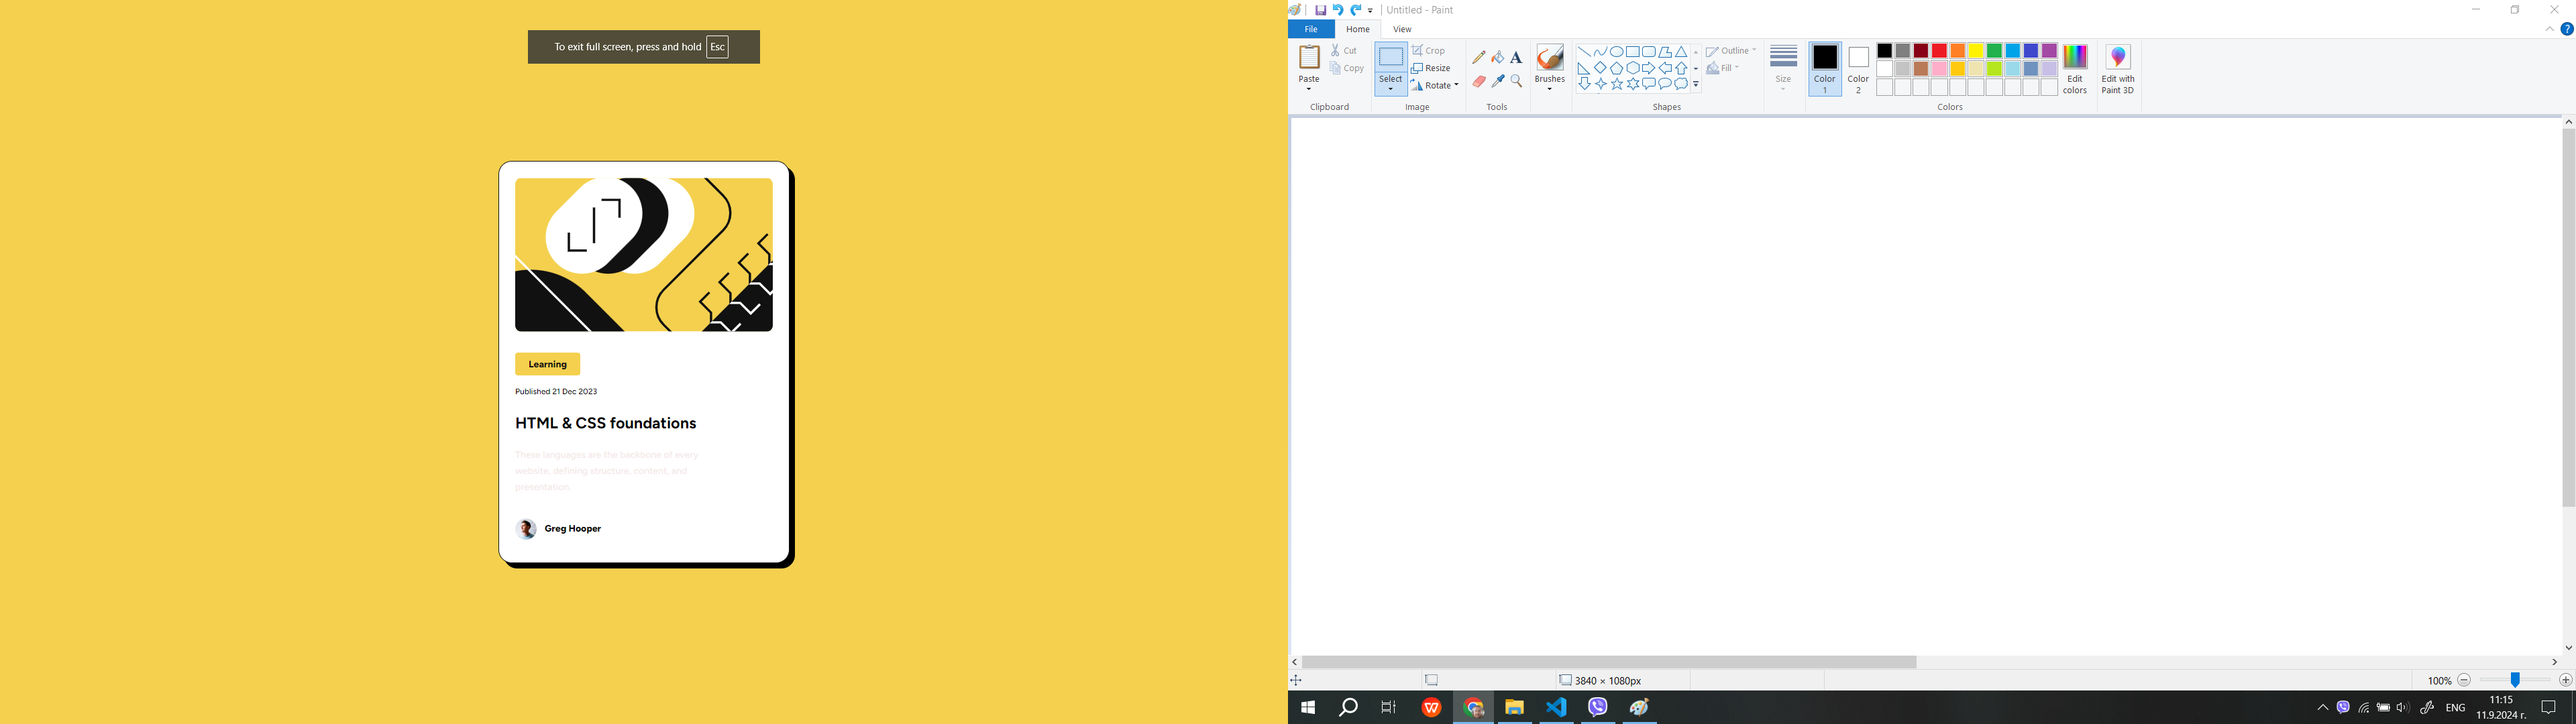 To exit full screen, press and hold Esc
Learning
Published 21 Dec 2023
HTML & CSS foundations
These languages are the backbone of every
website, defining structure, content, and
presentation.
Greg Hooper
Untitled - Paint
File Home View
Paste
Cut
Copy
Clipboard
Select
Crop
Resize
Rotate
Image
A
Tools
Brushes
Outline
Fill
Shapes
Size
Color
1
Color
2
Edit
colors
Colors
Edit with
Paint 3D
?
3840 × 1080px
100%
W
ENG
11:15
11.9.2024 г.